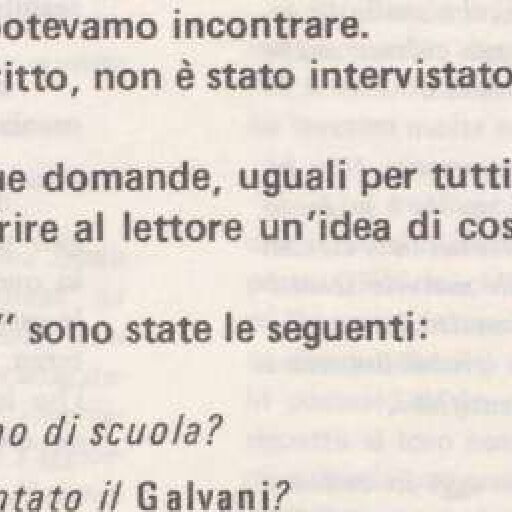 potevamo incontrare.
ritto, non è stato intervistato
ue domande, uguali per tutti
rire al lettore un'idea di cos
" sono state le seguenti:
no di scuola?
ntato il Galvani?